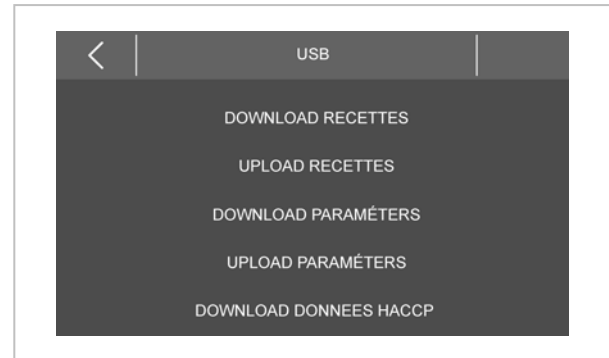 USB
DOWNLOAD RECETTES
UPLOAD RECETTES
DOWNLOAD PARAMÉTERS
UPLOAD PARAMÉTERS
DOWNLOAD DONNEES HACCP